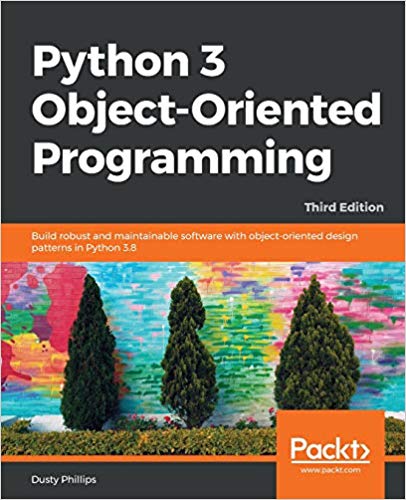 Python 3
Object-Oriented
Programming
Third Edition
Build robust and maintainable software with object-oriented design
patterns in Python 3.8
Packt>
www.packt.com
Dusty Phillips